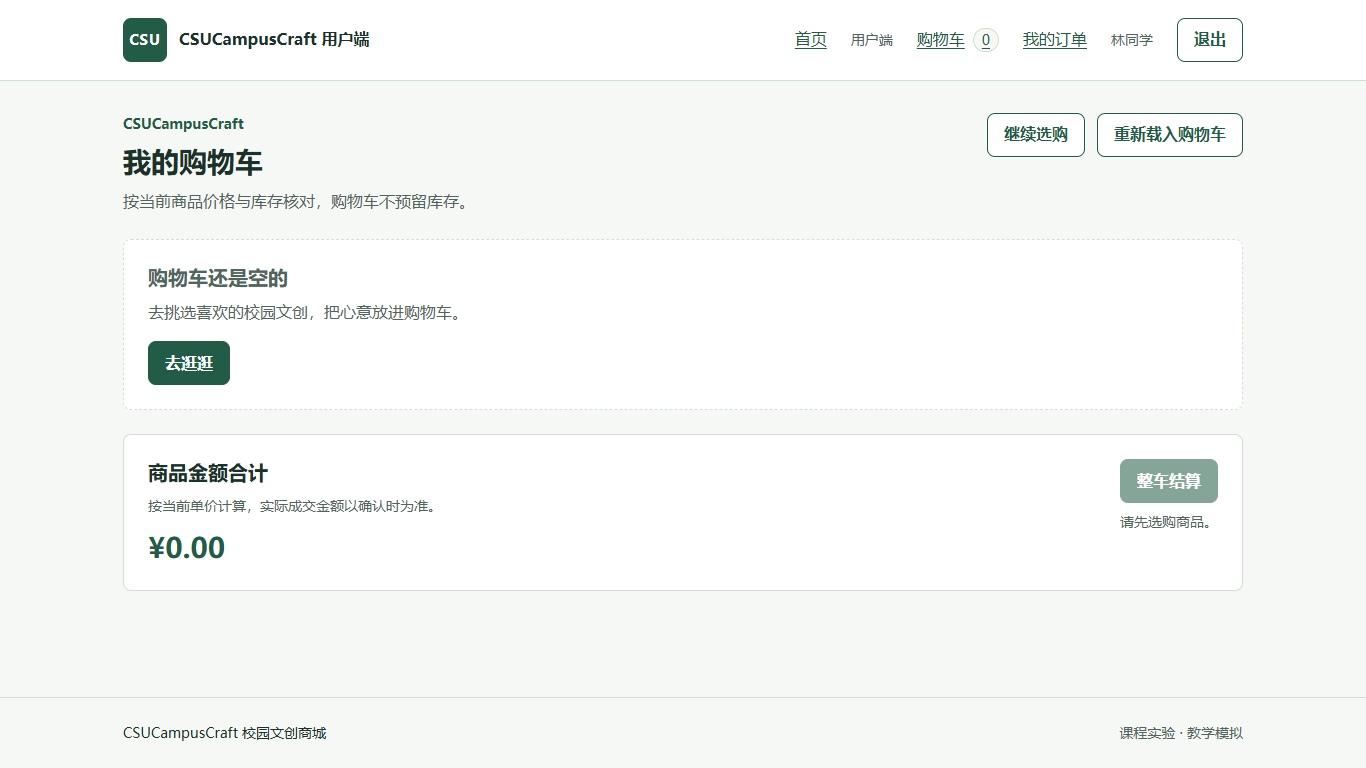 CSU CSUCampusCraft 用户端 首页 用户端 购物车 0 我的订单 林同学 退出
CSUCampusCraft
继续选购 重新载入购物车
我的购物车
按当前商品价格与库存核对，购物车不预留库存。
购物车还是空的
去挑选喜欢的校园文创，把心意放进购物车。
去逛逛
商品金额合计
按当前单价计算，实际成交金额以确认时为准。
¥0.00
整车结算
请先选购商品。
CSUCampusCraft 校园文创商城 课程实验 · 教学模拟